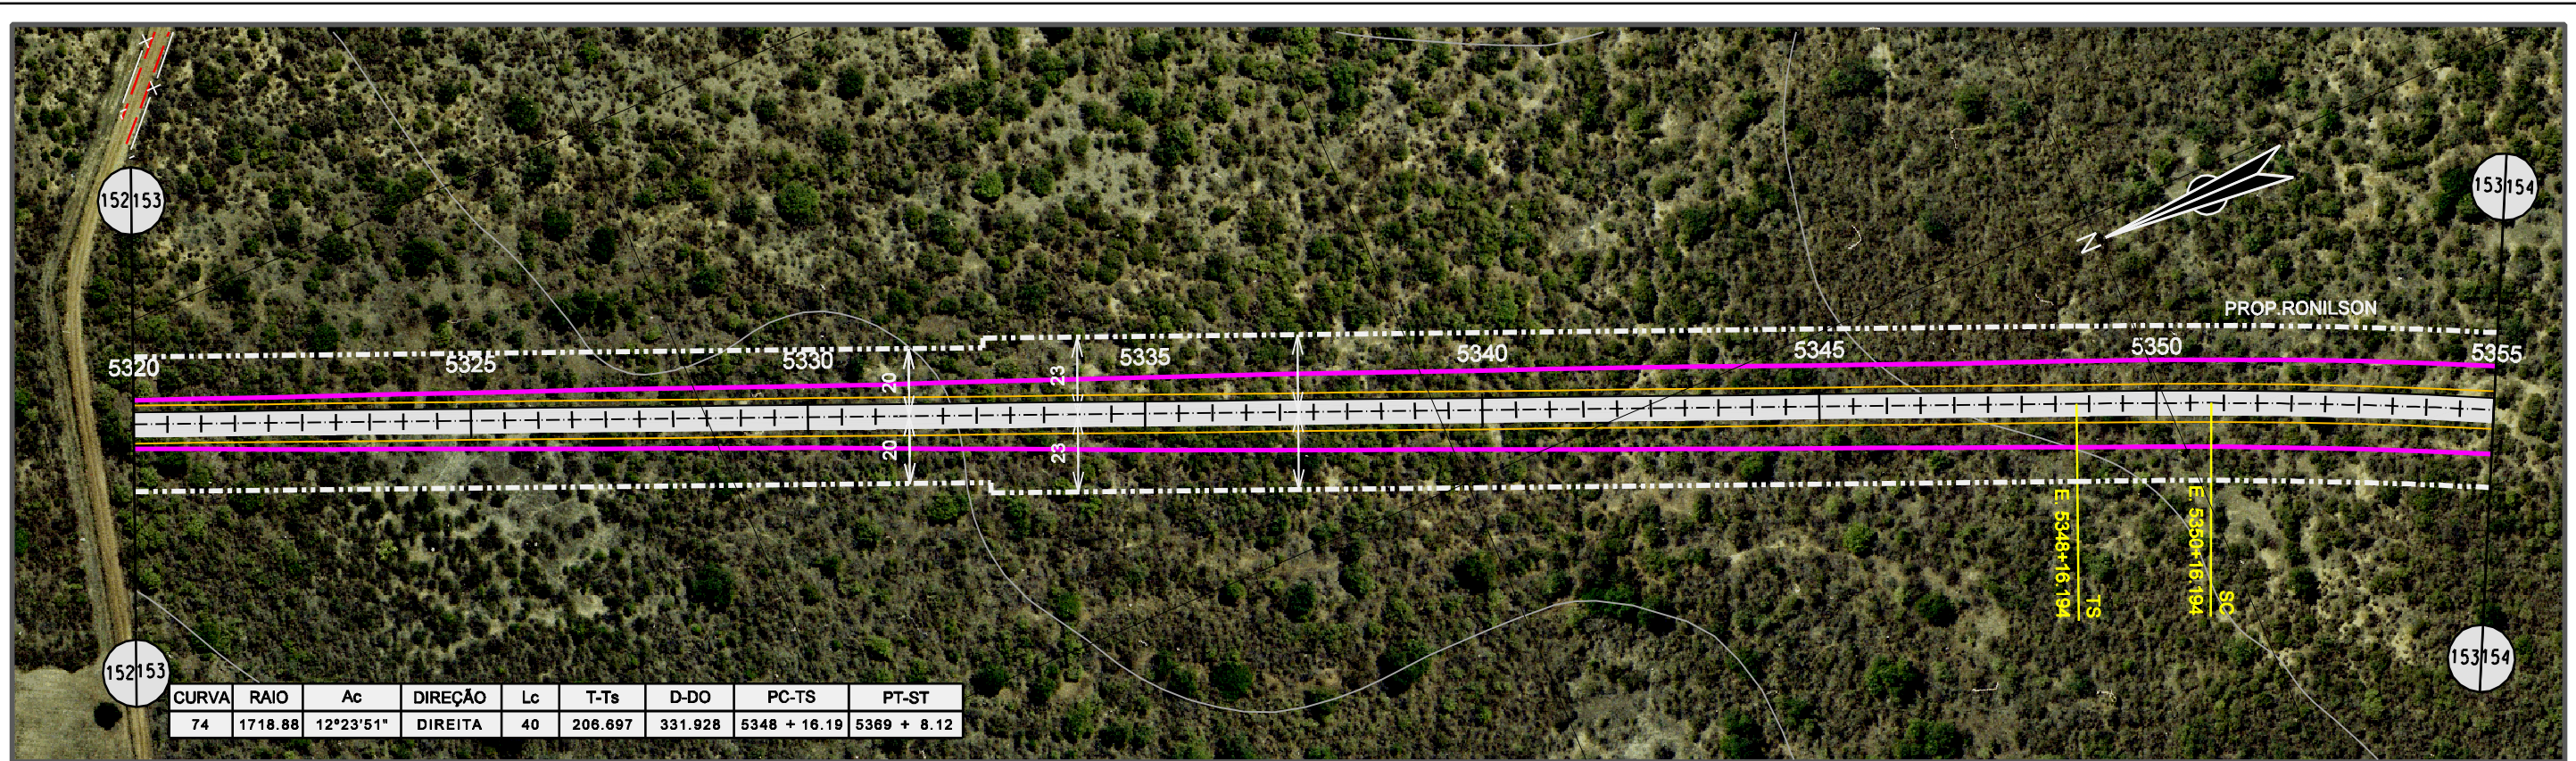 152 153
153 154
N
PROP.RONILSON
5320
5325
5330
5335
5340
5345
5350
5355
20
23
20
23
E. 5348+16.194
TS
E. 5350+16.194
SC
152 153
153 154
CURVA RAIO Ac DIREÇÃO Lc T-Ts D-DO PC-TS PT-ST
74 1718.88 12°23'51" DIREITA 40 206.697 331.928 5348 + 16.19 5369 + 8.12